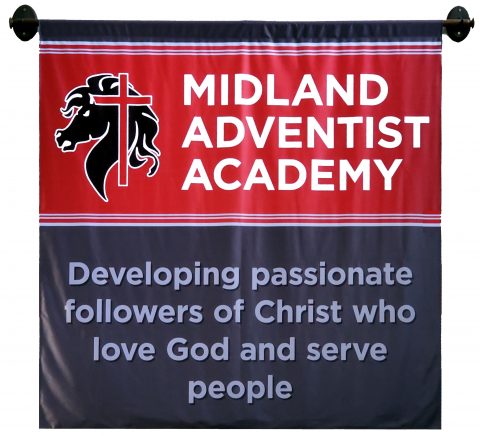 MIDLAND
ADVENTIST
ACADEMY
Developing passionate
followers of Christ who
love God and serve
people